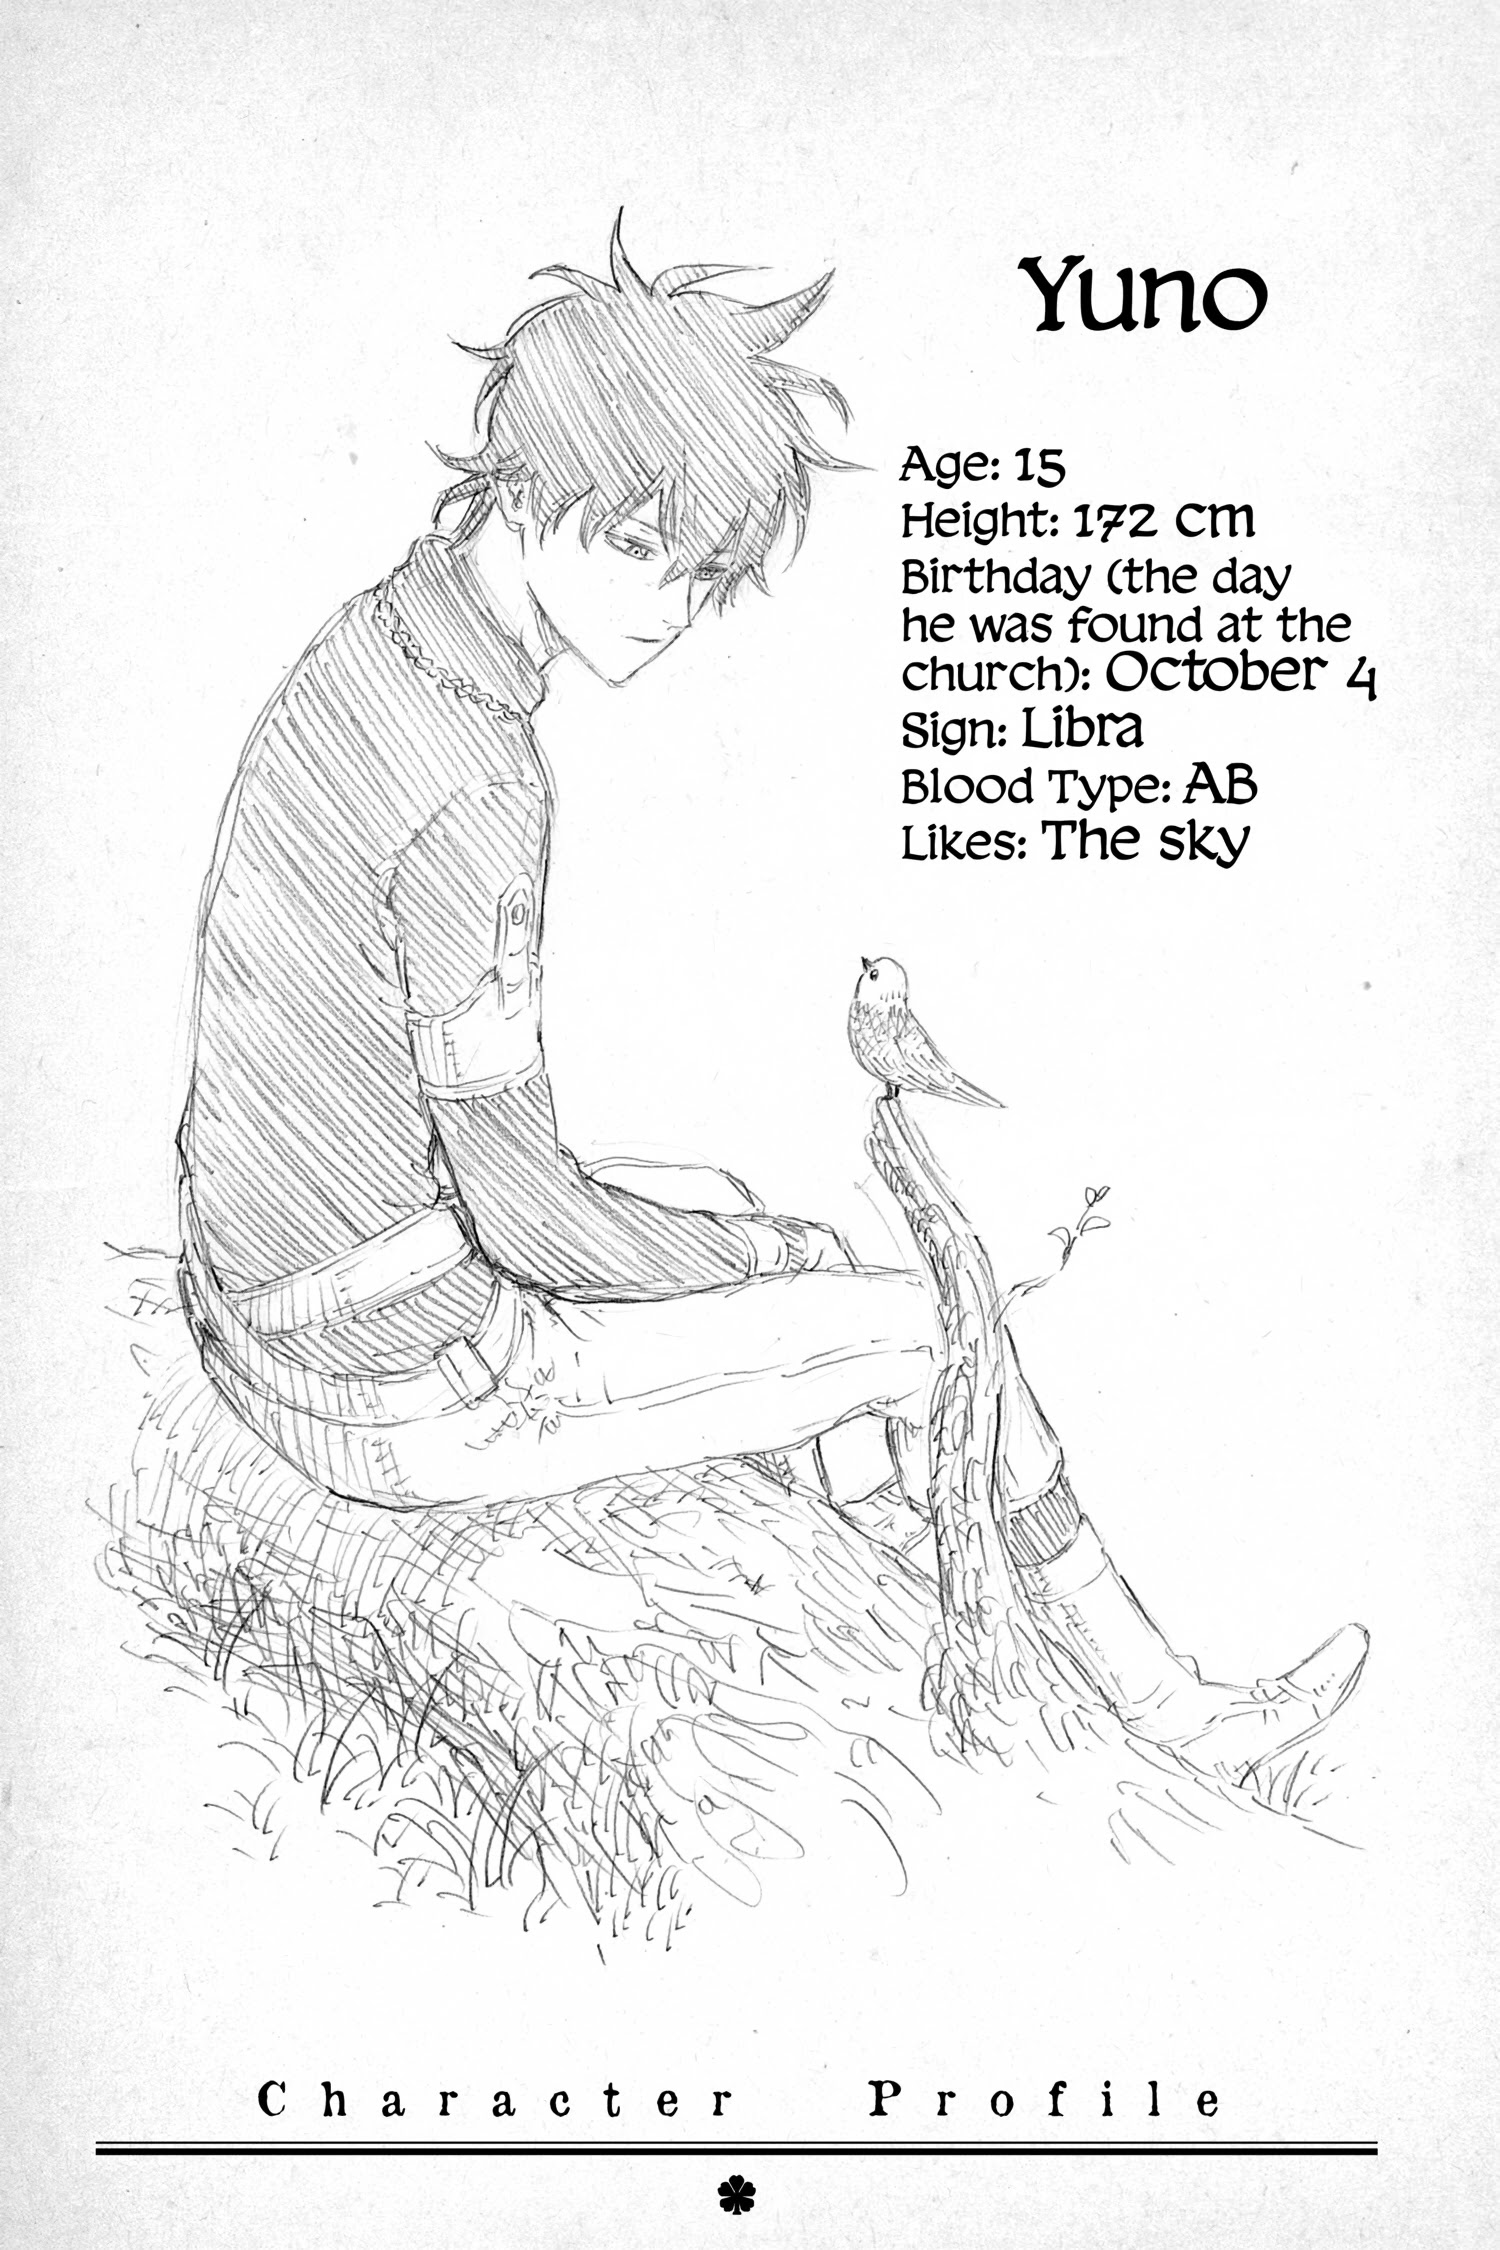 Yuno
Age: 15
Height: 172 cm
Birthday (the day
he was found at the
church): October 4
Sign: Libra
Blood Type: AB
Likes: The sky
Character Profile